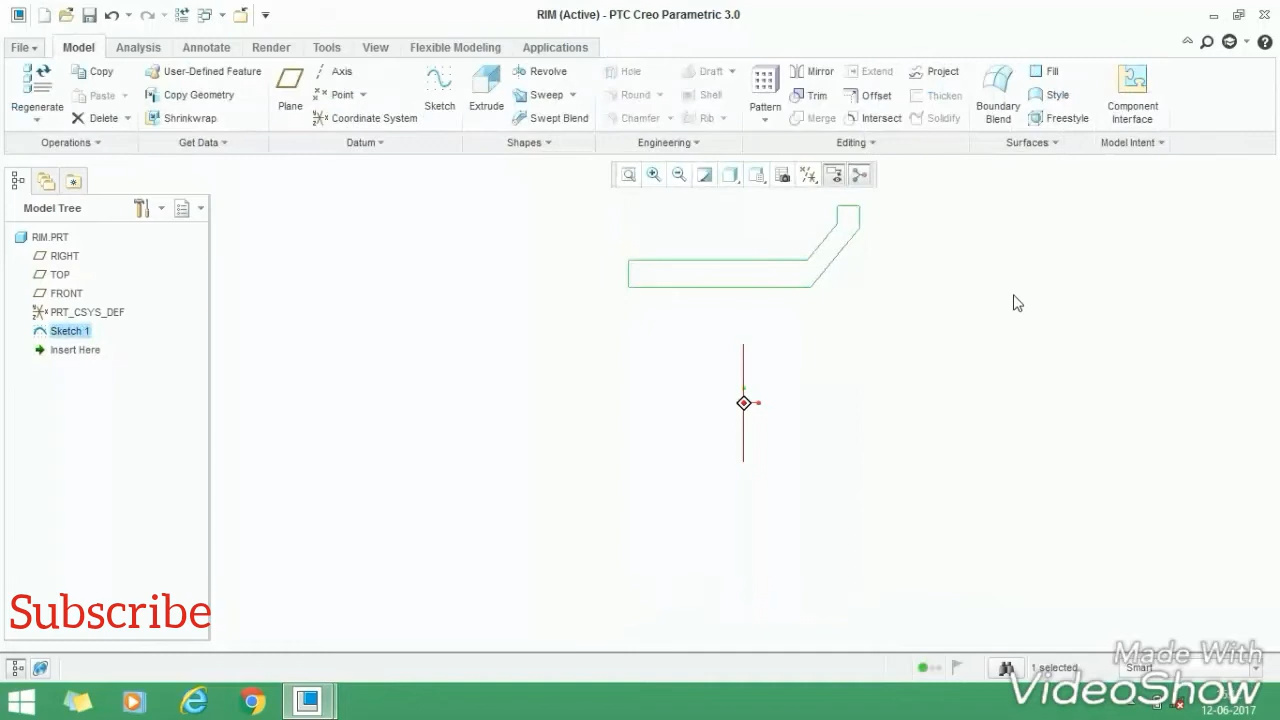 RIM (Active) - PTC Creo Parametric 3.0
File Model Analysis Annotate Render Tools View Flexible Modeling Applications
Regenerate Copy Paste Delete
User-Defined Feature Copy Geometry Shrinkwrap
Plane Axis Point Coordinate System
Sketch Extrude Revolve Sweep Swept Blend
Hole Round Chamfer Draft Shell Rib
Pattern Mirror Trim Merge Extend Offset Intersect Project Thicken Solidify
Boundary Blend Fill Style Freestyle
Component Interface
Operations Get Data Datum Shapes Engineering Editing Surfaces Model Intent
Model Tree
RIM.PRT
RIGHT
TOP
FRONT
PRT_CSYS_DEF
Sketch 1
Insert Here
Subscribe
1 selected Smart
Made With
VideoShow
12-06-2017